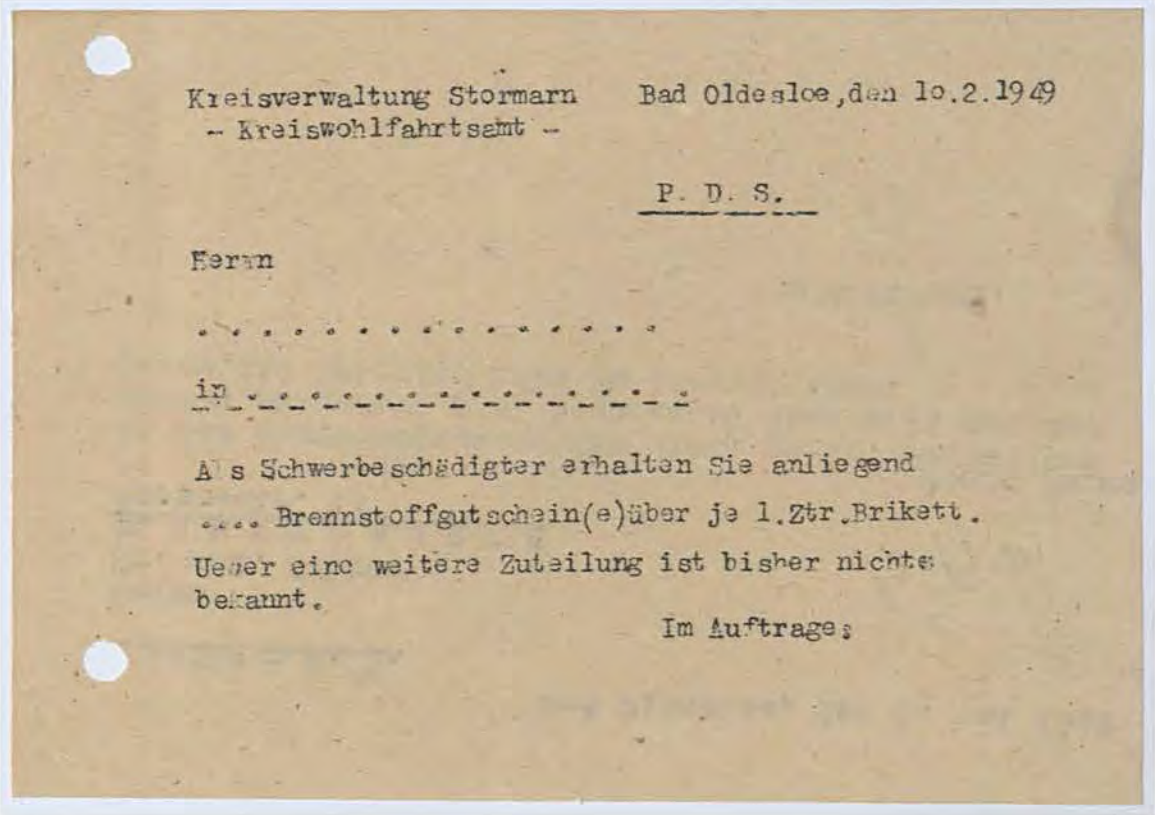 Kreisverwaltung Stormarn Bad Oldesloe,den 10.2.1949
- Kreiswohlfahrtsamt -
P. D. S.
Herrn
. . . . . . . . . . . . . . .
in . . . . . . . . . . . . . .
Als Schwerbeschädigter erhalten Sie anliegend
.... Brennstoffgutschein(e)über je 1.Ztr.Brikett.
Ueber eine weitere Zuteilung ist bisher nichts
bekannt.
Im Auftrage: